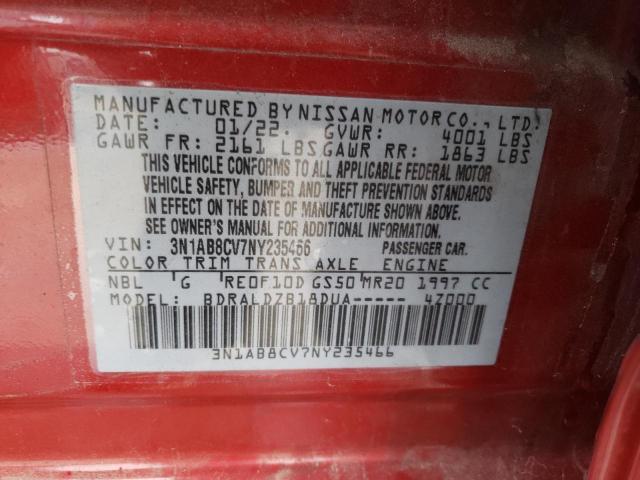 MANUFACTURED BY NISSAN MOTOR CO., LTD.
DATE: 01/22. GVWR: 4001 LBS
GAWR FR: 2161 LBS GAWR RR: 1863 LBS
THIS VEHICLE CONFORMS TO ALL APPLICABLE FEDERAL MOTOR
VEHICLE SAFETY, BUMPER AND THEFT PREVENTION STANDARDS
IN EFFECT ON THE DATE OF MANUFACTURE SHOWN ABOVE.
SEE OWNER'S MANUAL FOR ADDITIONAL INFORMATION.
VIN: 3N1AB8CV7NY235466 PASSENGER CAR.
COLOR TRIM TRANS AXLE ENGINE
NBL G RE0F10D GS50 MR20 1997 CC
MODEL: BDRALDZB18DUA----- 4Z000
3N1AB8CV7NY235466